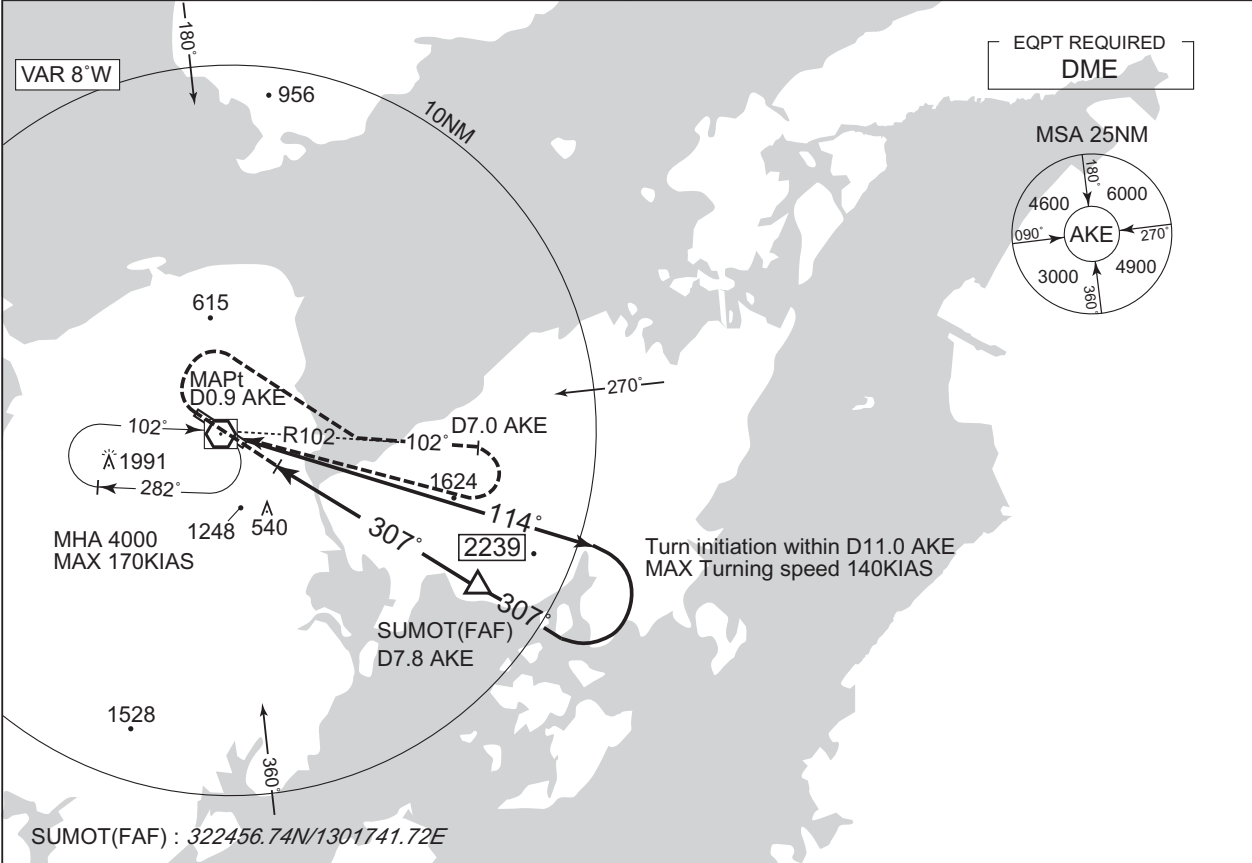 180°
VAR 8°W
956
10NM
EQPT REQUIRED
DME
MSA 25NM
180°
4600
6000
090°
AKE
270°
3000
4900
360°
615
270°
MAPt
D0.9 AKE
102°
R102
102°
D7.0 AKE
1991
282°
1624
114°
1248
540
307°
2239
MHA 4000
MAX 170KIAS
Turn initiation within D11.0 AKE
MAX Turning speed 140KIAS
307°
SUMOT(FAF)
D7.8 AKE
1528
360°
SUMOT(FAF) : 322456.74N/1301741.72E